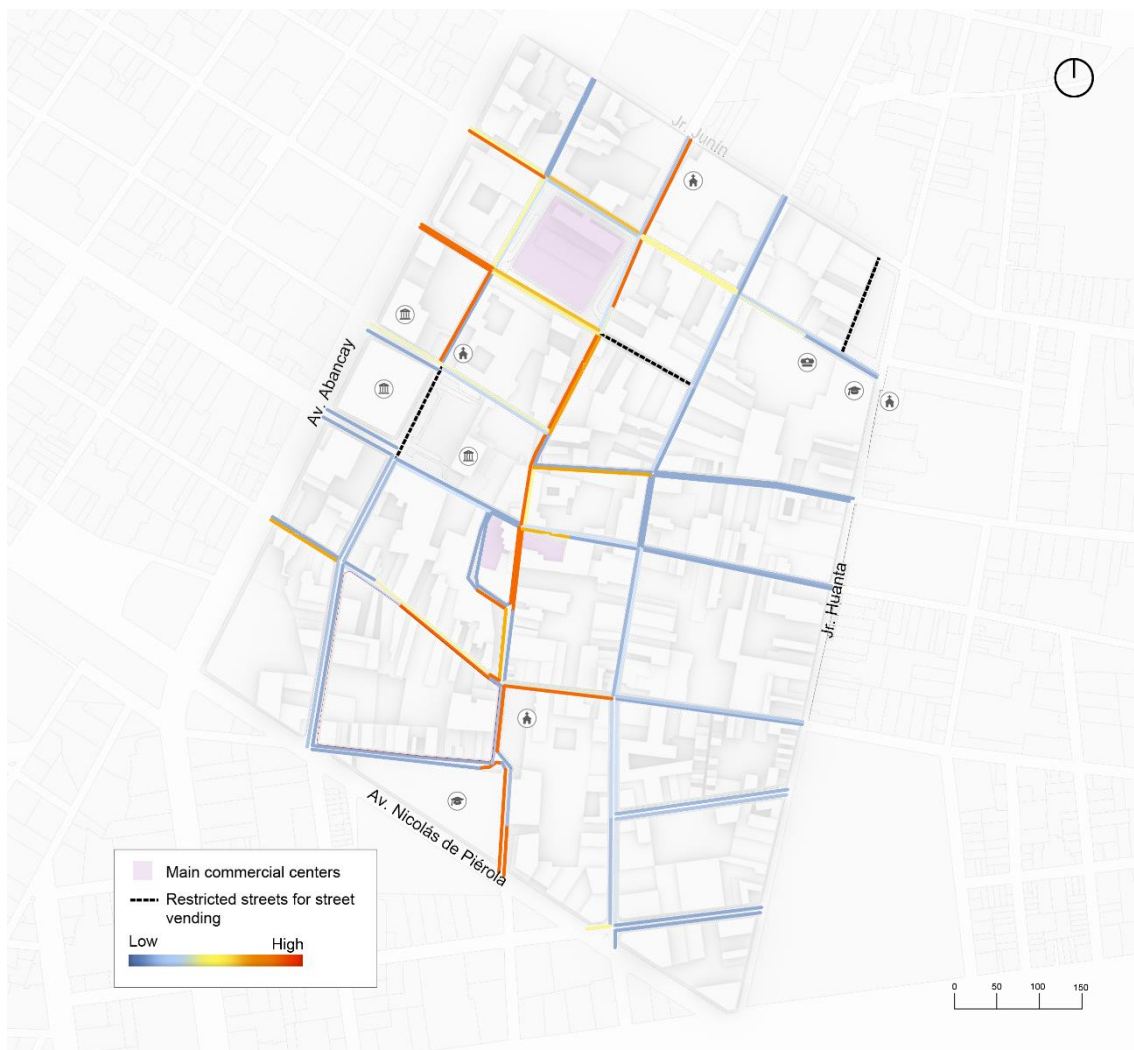 Jr. Junín
Av. Abancay
Jr. Huanta
Av. Nicolás de Piérola
Main commercial centers
Restricted streets for street
vending
Low High
0 50 100 150